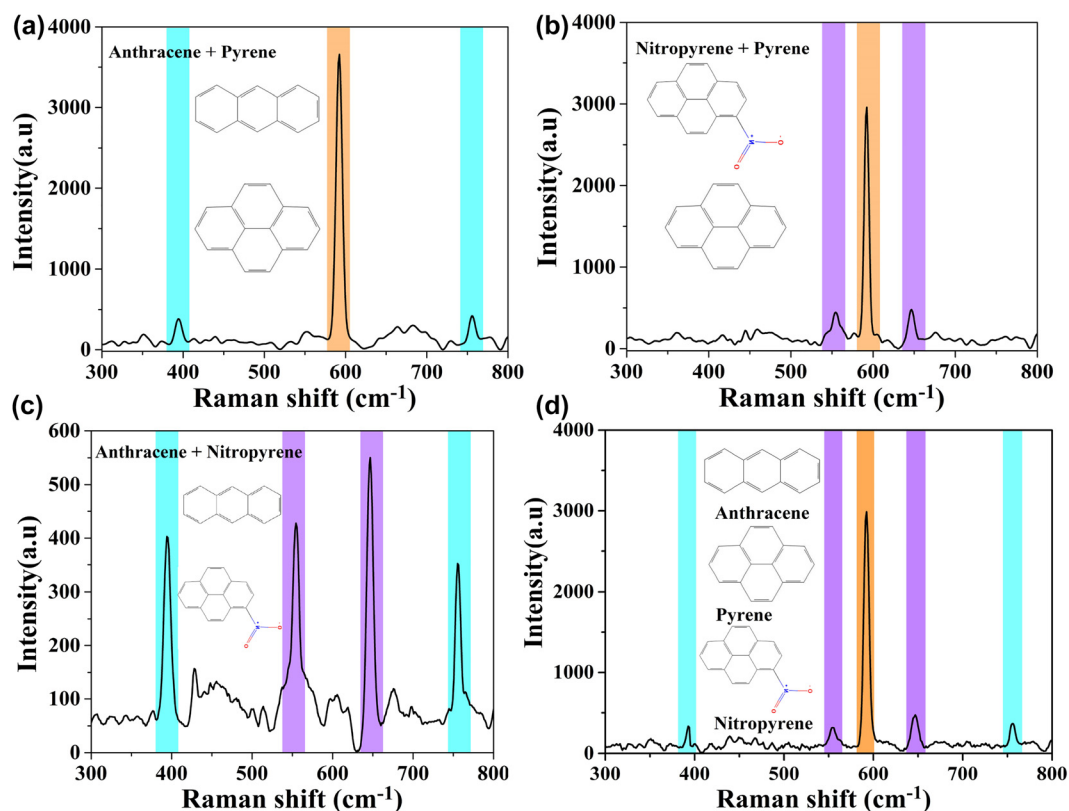 (a)
4000
3000
2000
1000
0
Intensity(a.u)
Anthracene + Pyrene
300 400 500 600 700 800
Raman shift (cm-1)
(b)
4000
3000
2000
1000
0
Intensity(a.u)
Nitropyrene + Pyrene
N+
O
O-
300 400 500 600 700 800
Raman shift (cm-1)
(c)
600
500
400
300
200
100
0
Intensity(a.u)
Anthracene + Nitropyrene
N+
O
O-
300 400 500 600 700 800
Raman shift (cm-1)
(d)
4000
3000
2000
1000
0
Intensity(a.u)
Anthracene
Pyrene
N+
O
O-
Nitropyrene
300 400 500 600 700 800
Raman shift (cm-1)